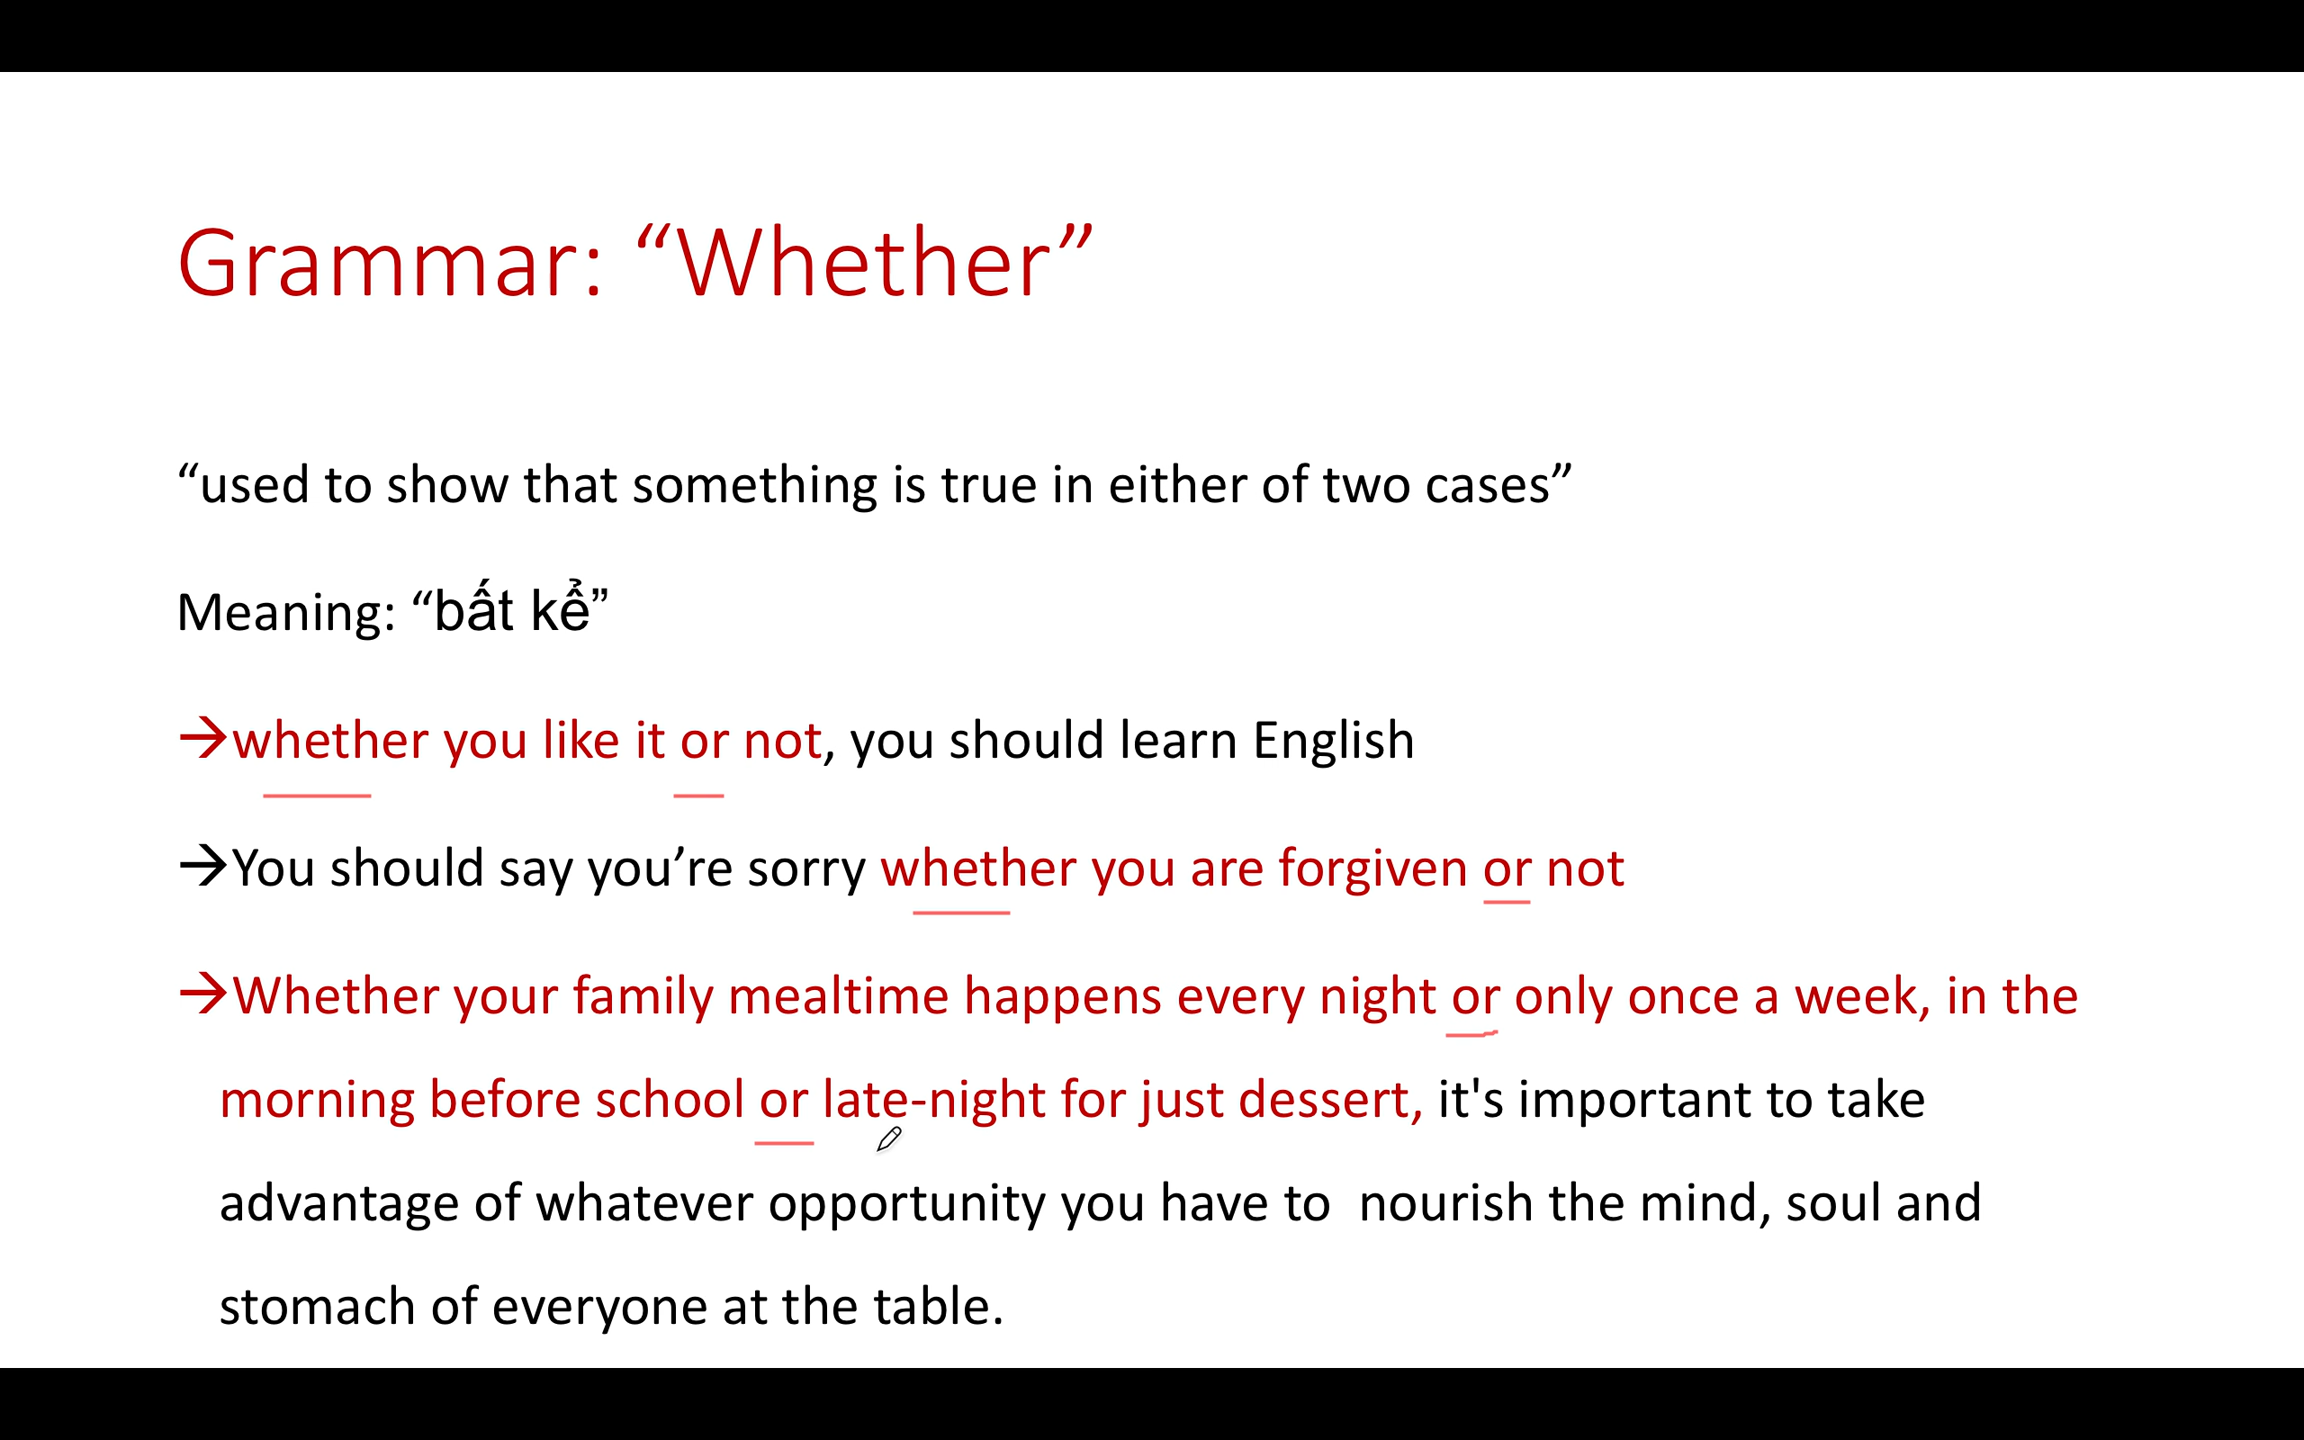 Grammar: “Whether”
“used to show that something is true in either of two cases”
Meaning: “bất kể”
→whether you like it or not, you should learn English
→You should say you’re sorry whether you are forgiven or not
→Whether your family mealtime happens every night or only once a week, in the
morning before school or late-night for just dessert, it's important to take
advantage of whatever opportunity you have to  nourish the mind, soul and
stomach of everyone at the table.